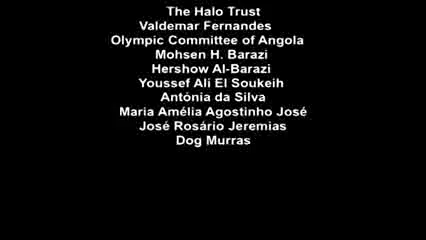 The Halo Trust
Valdemar Fernandes
Olympic Committee of Angola
Mohsen H. Barazi
Hershow Al-Barazi
Youssef Ali El Soukeih
Antónia da Silva
Maria Amélia Agostinho José
José Rosário Jeremias
Dog Murras